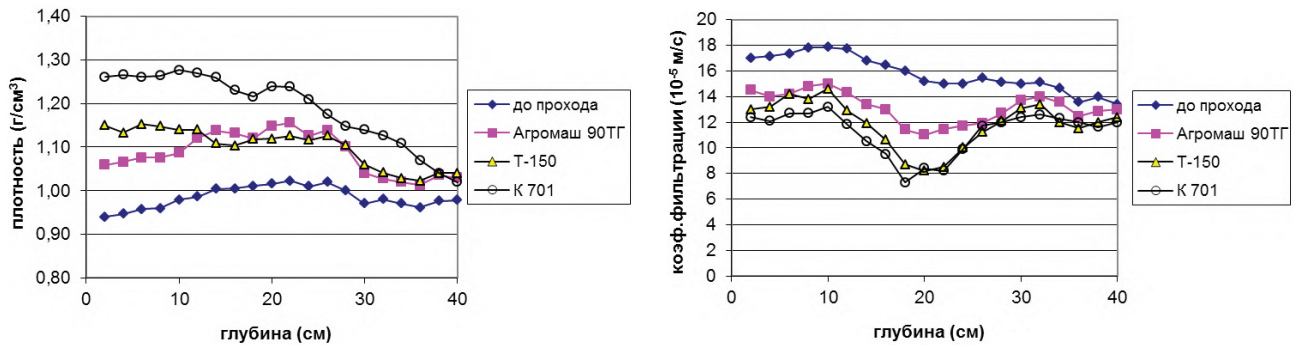 плотность (г/см³)
1,40
1,30
1,20
1,10
1,00
0,90
0,80
0
10
20
30
40
глубина (см)
до прохода
Агромаш 90ТГ
Т-150
К 701
коэф.фильтрации (10⁻⁵ м/с)
20
18
16
14
12
10
8
6
4
2
0
0
10
20
30
40
глубина (см)
до прохода
Агромаш 90ТГ
Т-150
К 701